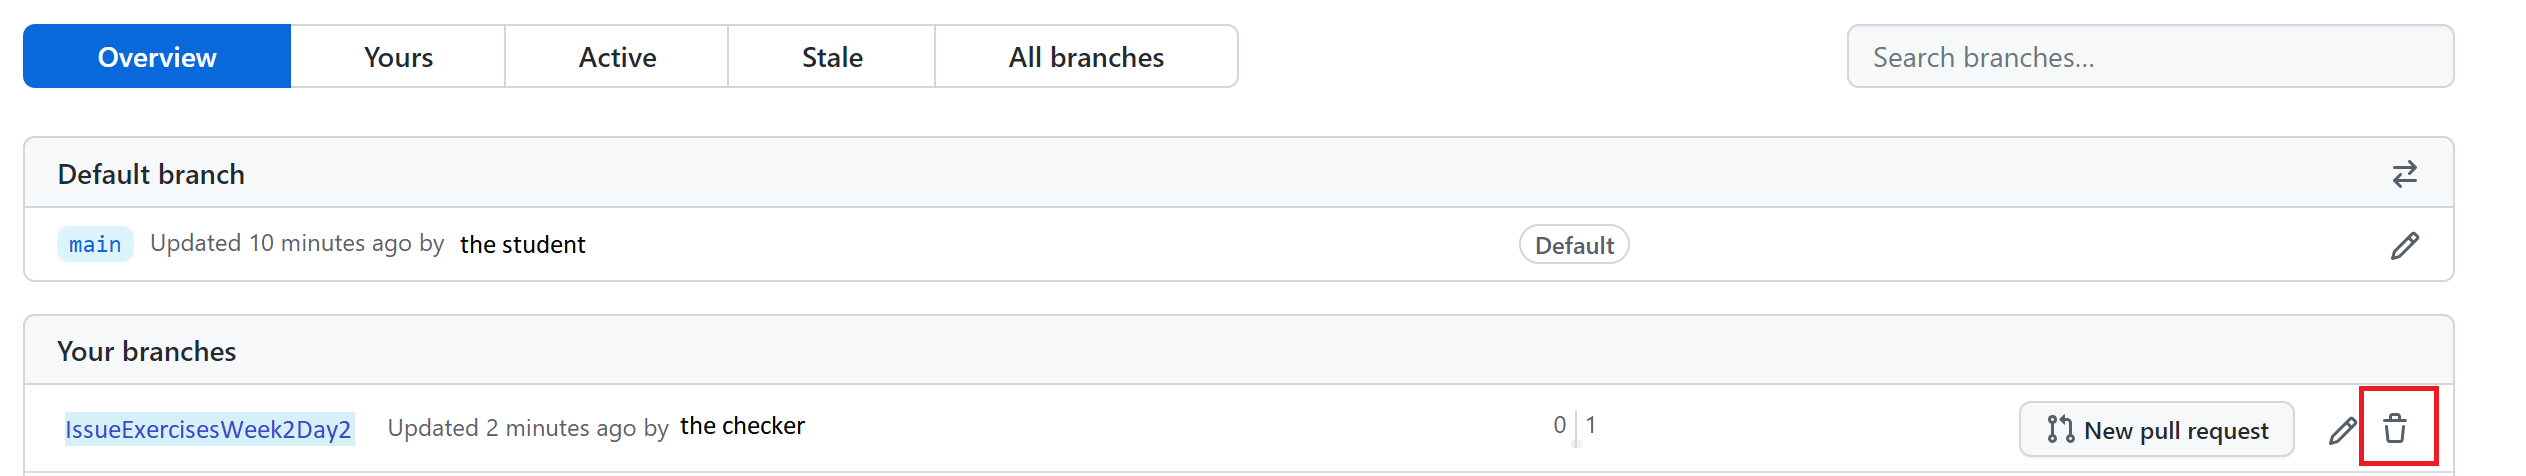 Overview Yours Active Stale All branches Search branches...
Default branch
main Updated 10 minutes ago by the student Default
Your branches
IssueExercisesWeek2Day2 Updated 2 minutes ago by the checker 0 1 New pull request